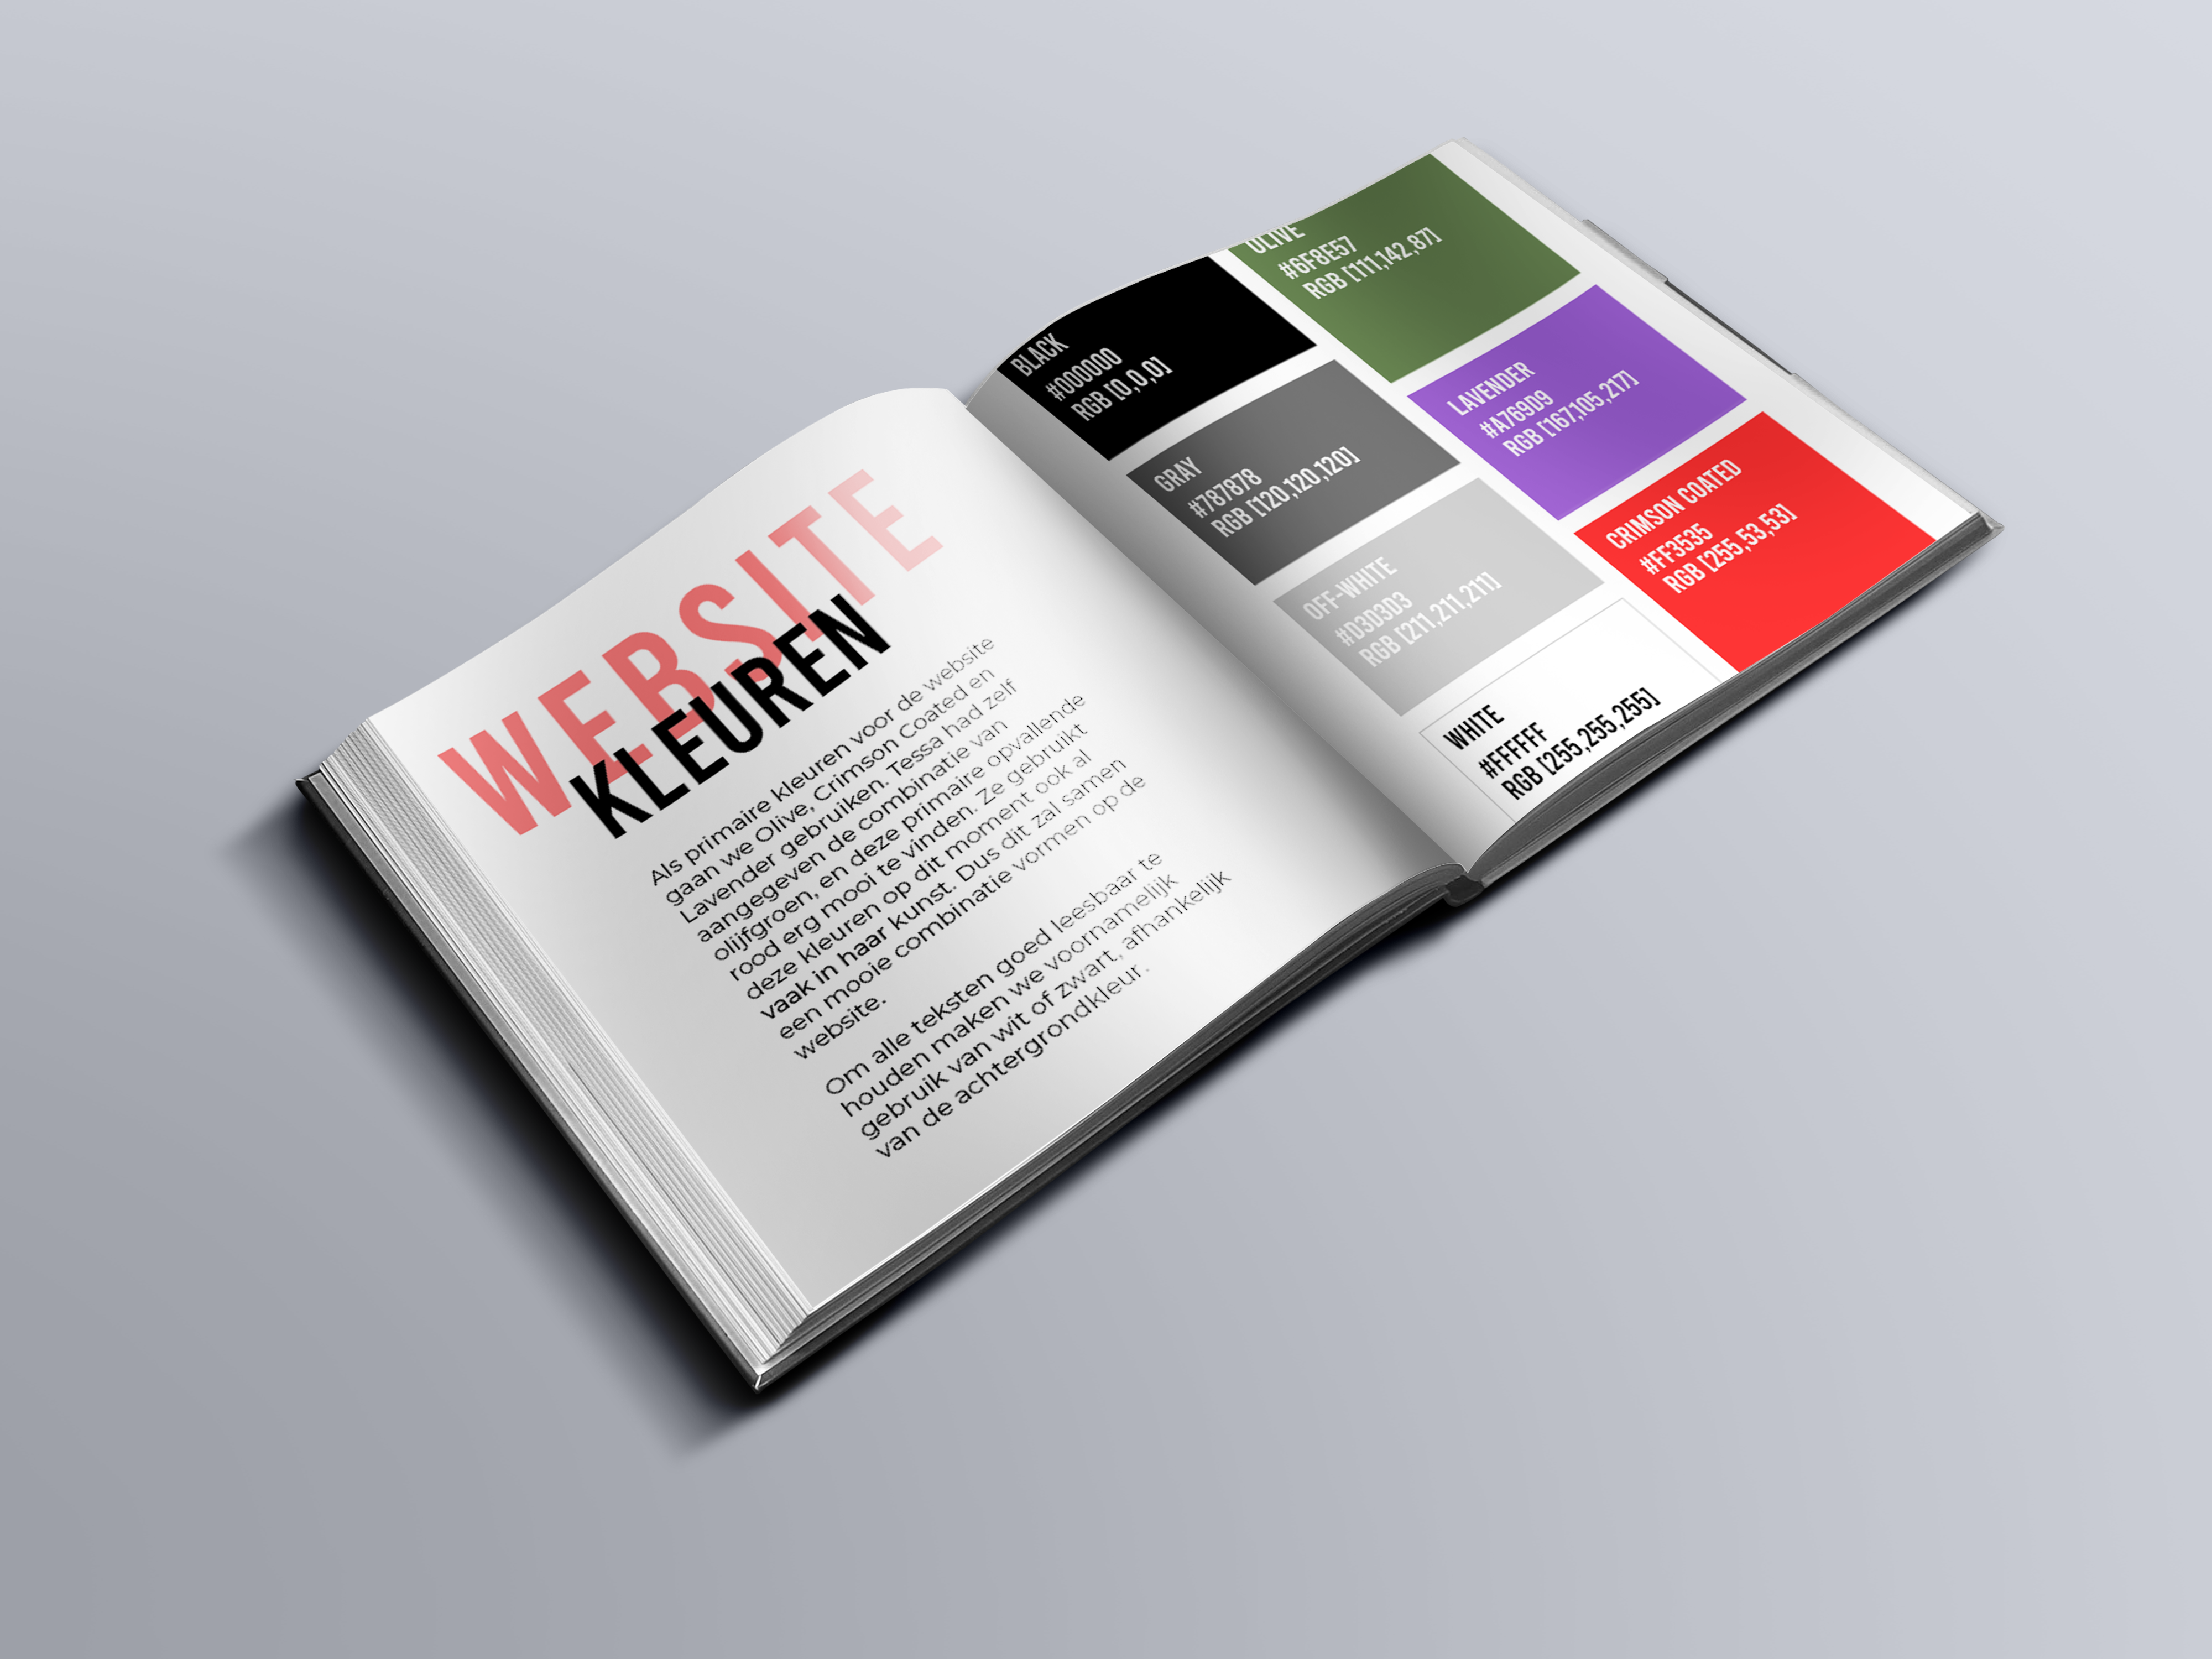 WEBSITE
KLEUREN
Als primaire kleuren voor de website
gaan we Olive, Crimson Coated en
Lavender gebruiken. Tessa had zelf
aangegeven de combinatie van
olijfgroen, en deze primaire opvallende
rood erg mooi te vinden. Ze gebruikt
deze kleuren op dit moment ook al
vaak in haar kunst. Dus dit zal samen
een mooie combinatie vormen op de
website.
Om alle teksten goed leesbaar te
houden maken we voornamelijk
gebruik van wit of zwart, afhankelijk
van de achtergrondkleur.
BLACK
#000000
RGB [0,0,0]
GRAY
#787878
RGB [120,120,120]
OFF-WHITE
#D3D3D3
RGB [211,211,211]
WHITE
#FFFFFF
RGB [255,255,255]
OLIVE
#6F8E57
RGB [111,142,87]
LAVENDER
#A769D9
RGB [167,105,217]
CRIMSON COATED
#FF3535
RGB [255,53,53]